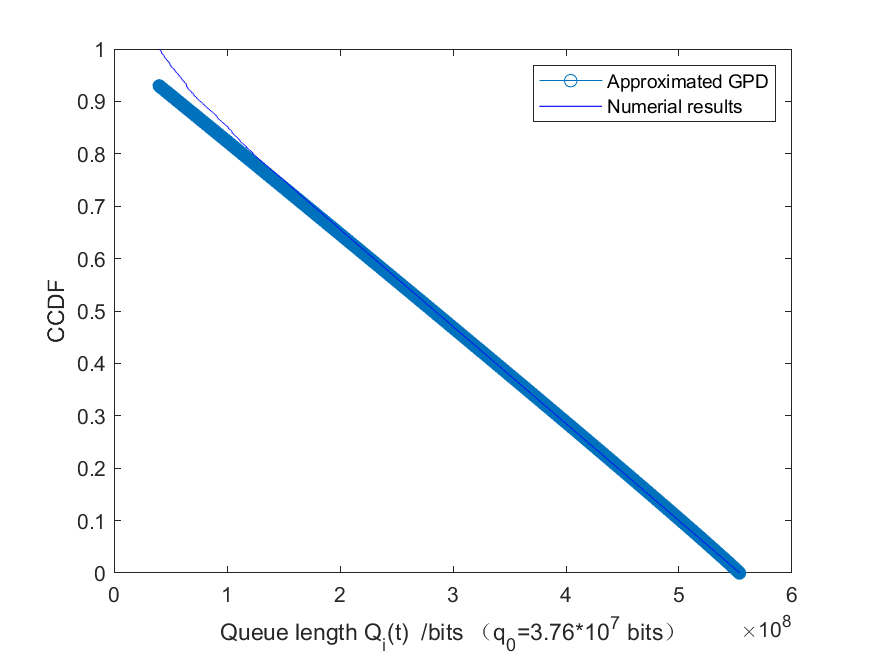 1
0.9
0.8
0.7
0.6
0.5
0.4
0.3
0.2
0.1
0
CCDF
Approximated GPD
Numerial results
0 1 2 3 4 5 6
×10^8
Queue length Q_i(t) /bits （q_0=3.76*10^7 bits）